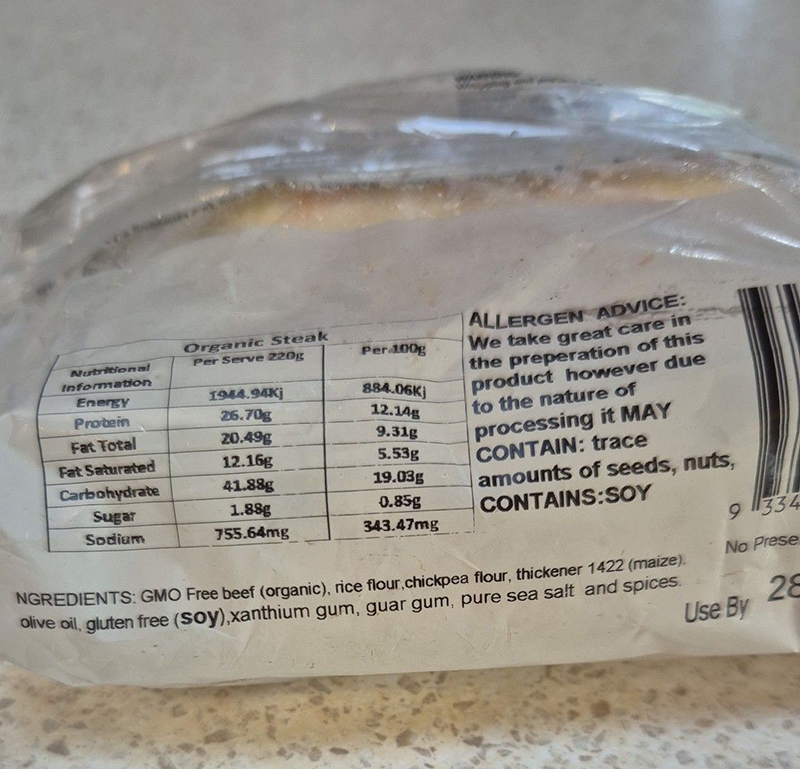 Organic Steak
Nutritional Information Per Serve 220g Per 100g
Energy 1944.94Kj 884.06Kj
Protein 26.70g 12.14g
Fat Total 20.49g 9.31g
Fat Saturated 12.16g 5.53g
Carbohydrate 41.88g 19.03g
Sugar 1.88g 0.85g
Sodium 755.64mg 343.47mg
ALLERGEN ADVICE:
We take great care in
the preperation of this
product however due
to the nature of
processing it MAY
CONTAIN: trace
amounts of seeds, nuts,
CONTAINS:SOY
9 334
No Prese
NGREDIENTS: GMO Free beef (organic), rice flour,chickpea flour, thickener 1422 (maize).
olive oil, gluten free (soy),xanthium gum, guar gum, pure sea salt and spices.
Use By 28